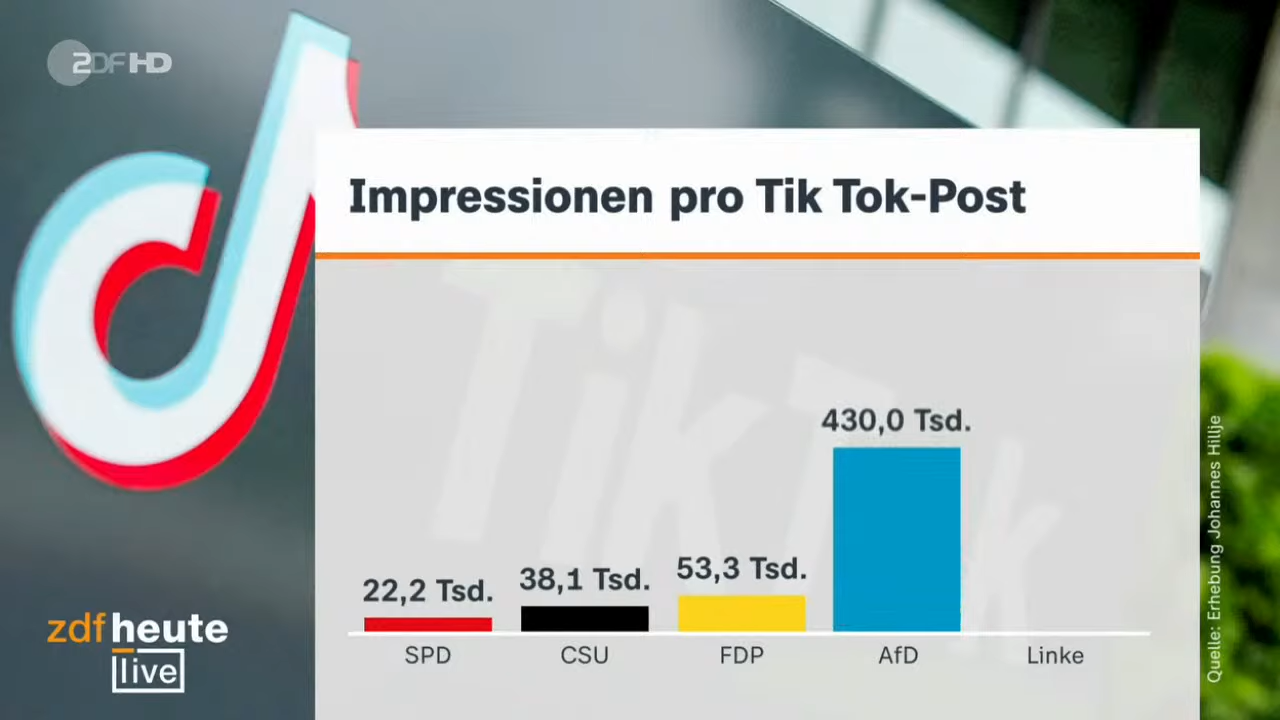 ZDF HD
Impressionen pro Tik Tok-Post
TikTok
430,0 Tsd.
22,2 Tsd.
38,1 Tsd.
53,3 Tsd.
SPD
CSU
FDP
AfD
Linke
Quelle: Erhebung Johannes Hillje
zdf heute
live